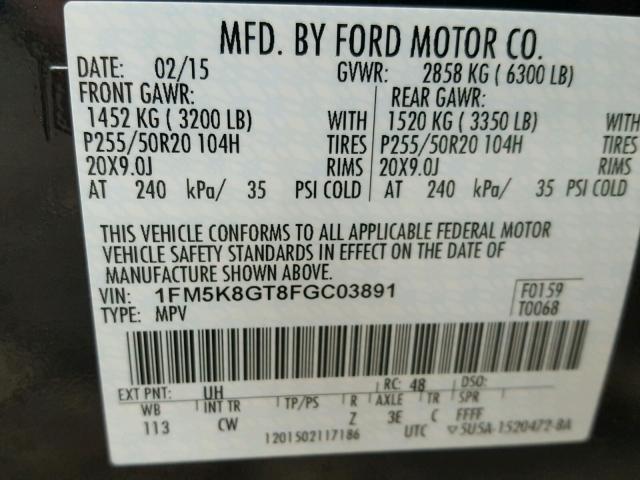 MFD. BY FORD MOTOR CO.
DATE: 02/15 GVWR: 2858 KG ( 6300 LB)
FRONT GAWR: REAR GAWR:
1452 KG ( 3200 LB) WITH 1520 KG ( 3350 LB) WITH
P255/50R20 104H TIRES P255/50R20 104H TIRES
20X9.0J RIMS 20X9.0J RIMS
AT 240 kPa/ 35 PSI COLD AT 240 kPa/ 35 PSI COLD
THIS VEHICLE CONFORMS TO ALL APPLICABLE FEDERAL MOTOR
VEHICLE SAFETY STANDARDS IN EFFECT ON THE DATE OF
MANUFACTURE SHOWN ABOVE.
VIN: 1FM5K8GT8FGC03891 F0159
TYPE: MPV T0068
EXT PNT: UH RC: 48 DSO:
WB INT TR TP/PS R AXLE TR SPR
113 CW Z 3E C FFFF
1201502117186 UTC ▽5U5A-1520472-BA